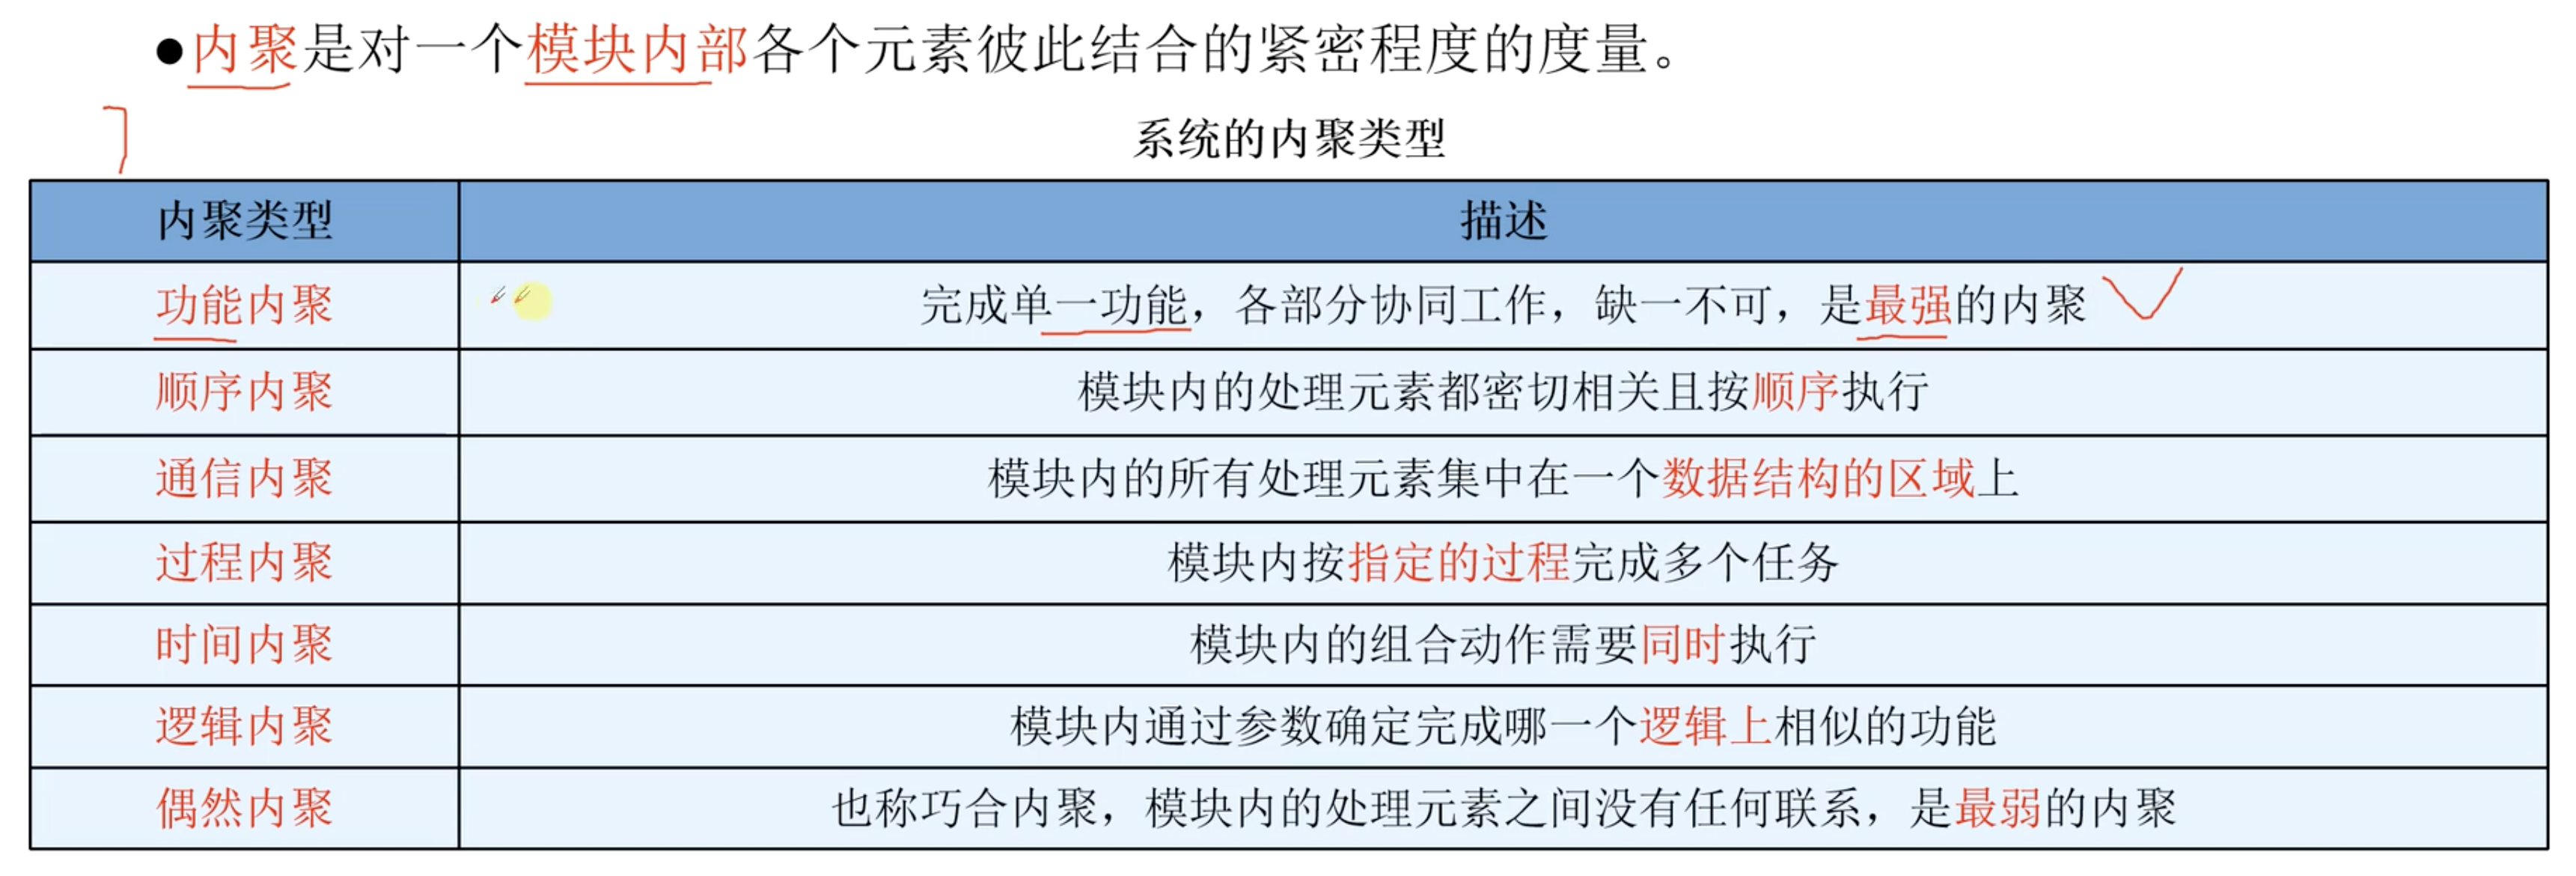 ●内聚是对一个模块内部各个元素彼此结合的紧密程度的度量。
系统的内聚类型
内聚类型 描述
功能内聚 完成单一功能，各部分协同工作，缺一不可，是最强的内聚
顺序内聚 模块内的处理元素都密切相关且按顺序执行
通信内聚 模块内的所有处理元素集中在一个数据结构的区域上
过程内聚 模块内按指定的过程完成多个任务
时间内聚 模块内的组合动作需要同时执行
逻辑内聚 模块内通过参数确定完成哪一个逻辑上相似的功能
偶然内聚 也称巧合内聚，模块内的处理元素之间没有任何联系，是最弱的内聚